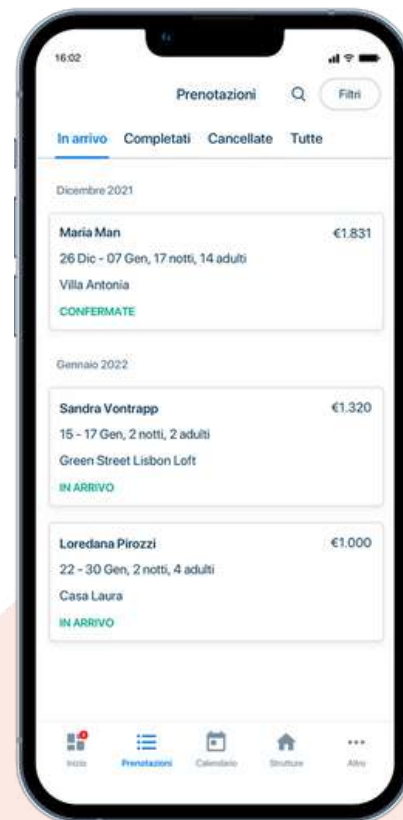 16:02
Prenotazioni
Filtri
In arrivo Completati Cancellate Tutte
Dicembre 2021
Maria Man €1.831
26 Dic - 07 Gen, 17 notti, 14 adulti
Villa Antonia
CONFERMATE
Gennaio 2022
Sandra Vontrapp €1.320
15 - 17 Gen, 2 notti, 2 adulti
Green Street Lisbon Loft
IN ARRIVO
Loredana Pirozzi €1.000
22 - 30 Gen, 2 notti, 4 adulti
Casa Laura
IN ARRIVO
Inizio Prenotazioni Calendario Strutture Altro